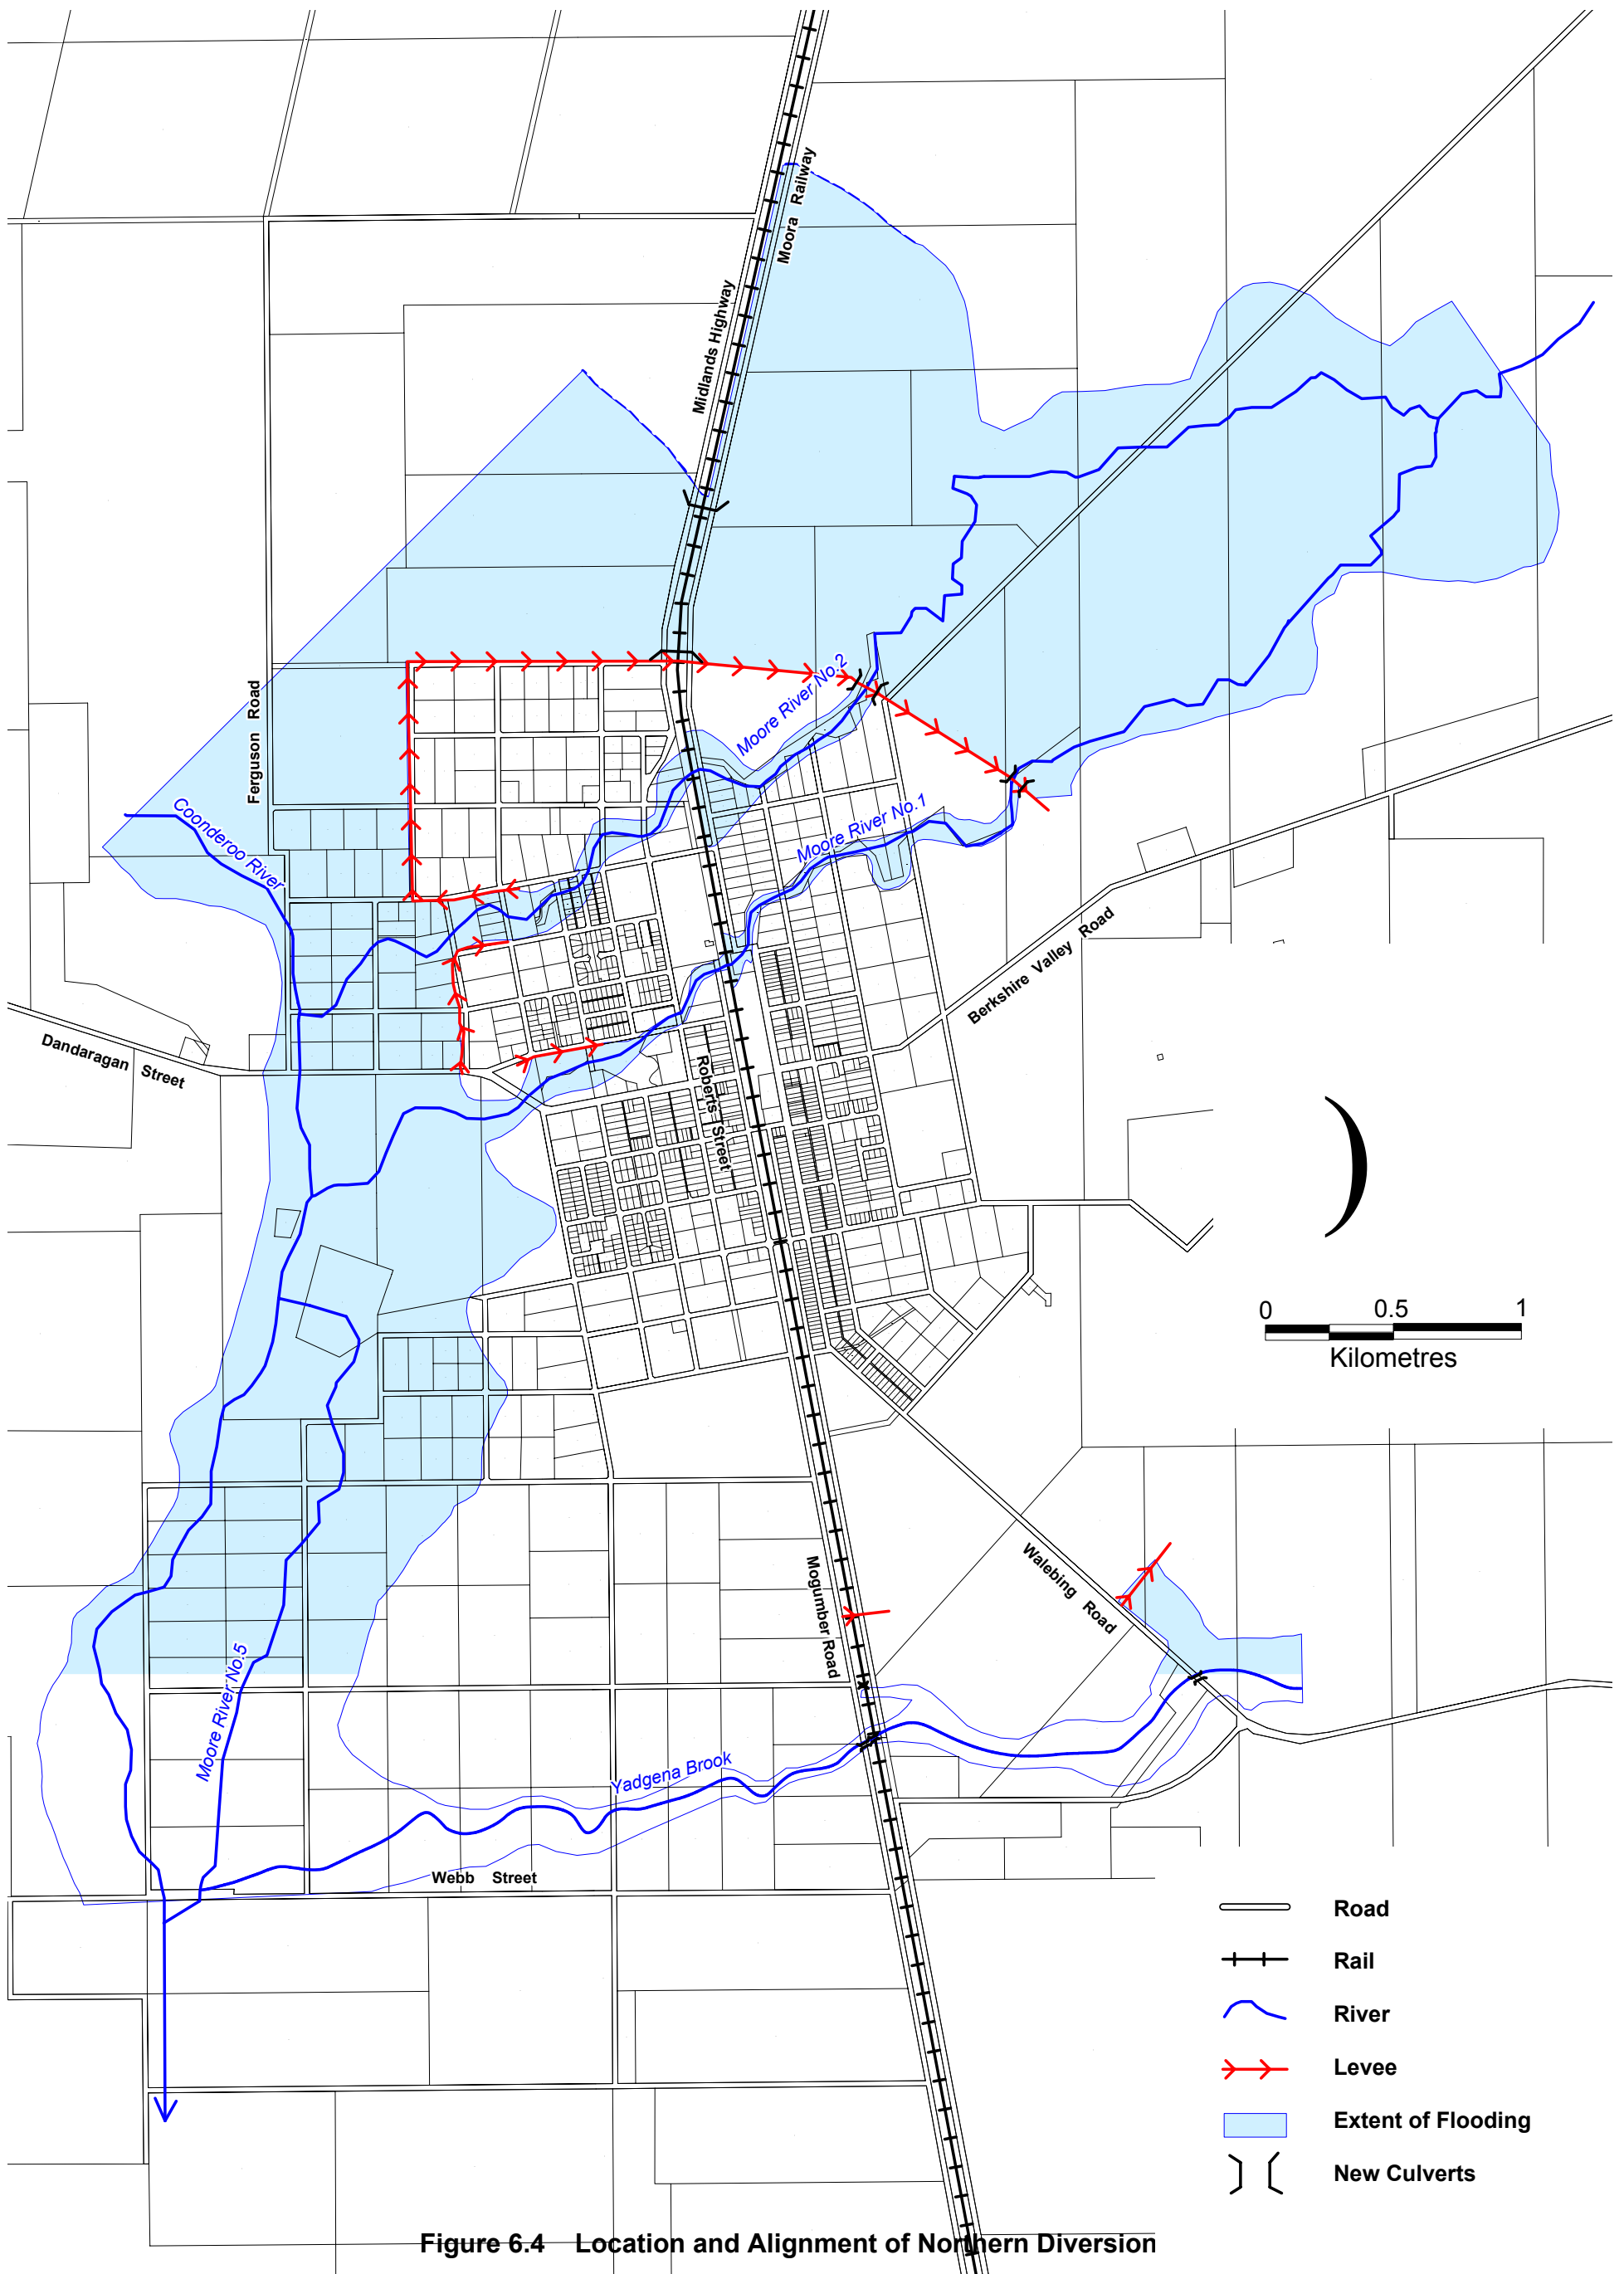 Moora Railway
Midlands Highway
Moore River No.2
Ferguson Road
Coonderoo River
Moore River No.1
Berkshire Valley Road
Dandaragan Street
Roberts Street
0 0.5 1
Kilometres
Walebing Road
Mogumber Road
Moore River No.5
Yadgena Brook
Webb Street
Road
Rail
River
Levee
Extent of Flooding
New Culverts
Figure 6.4 Location and Alignment of Northern Diversion